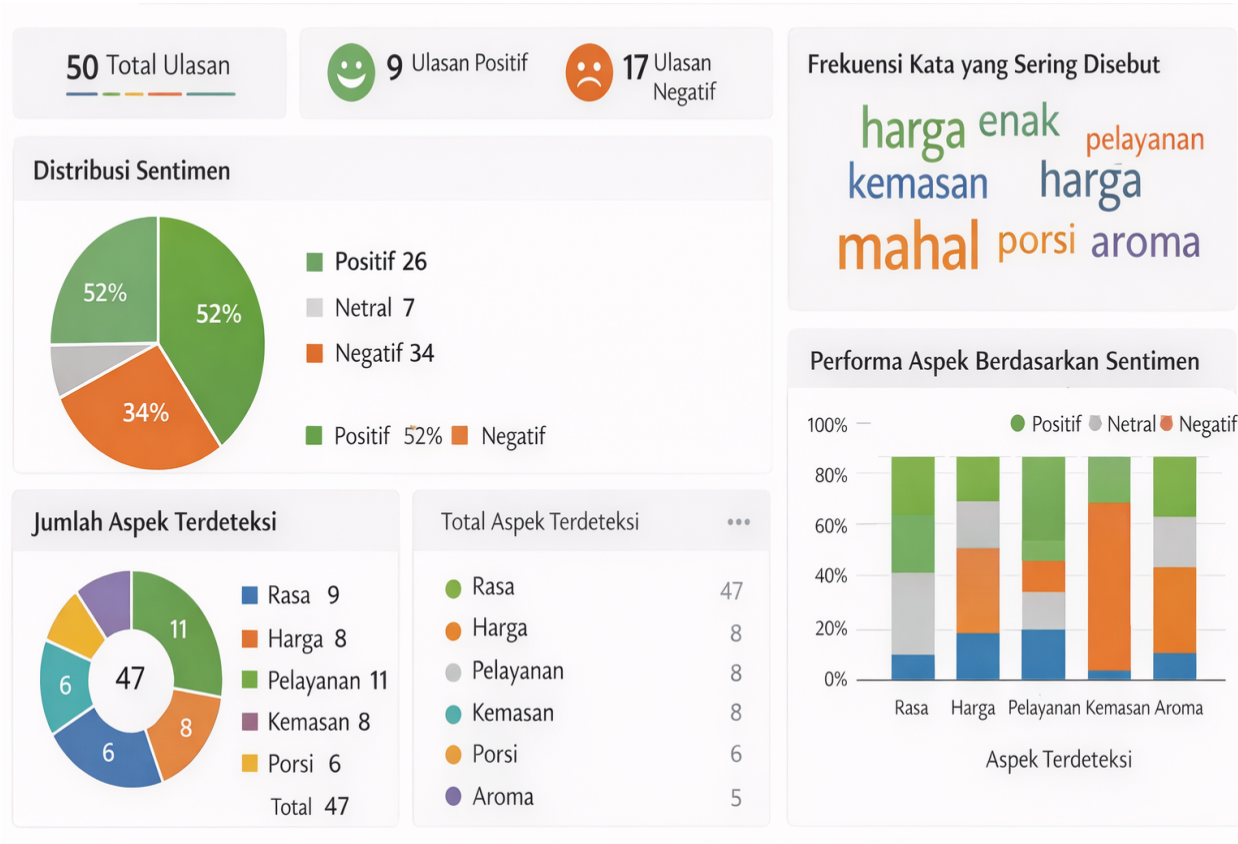 50 Total Ulasan
9 Ulasan Positif
17 Ulasan
Negatif
Distribusi Sentimen
52%
52%
34%
Positif 26
Netral 7
Negatif 34
Positif 52% Negatif
Frekuensi Kata yang Sering Disebut
harga enak pelayanan
kemasan harga
mahal porsi aroma
Jumlah Aspek Terdeteksi
11
8
6
6
47
Rasa 9
Harga 8
Pelayanan 11
Kemasan 8
Porsi 6
Total 47
Total Aspek Terdeteksi
Rasa 47
Harga 8
Pelayanan 8
Kemasan 8
Porsi 6
Aroma 5
Performa Aspek Berdasarkan Sentimen
Positif Netral Negatif
100%
80%
60%
40%
20%
0%
Rasa Harga Pelayanan Kemasan Aroma
Aspek Terdeteksi